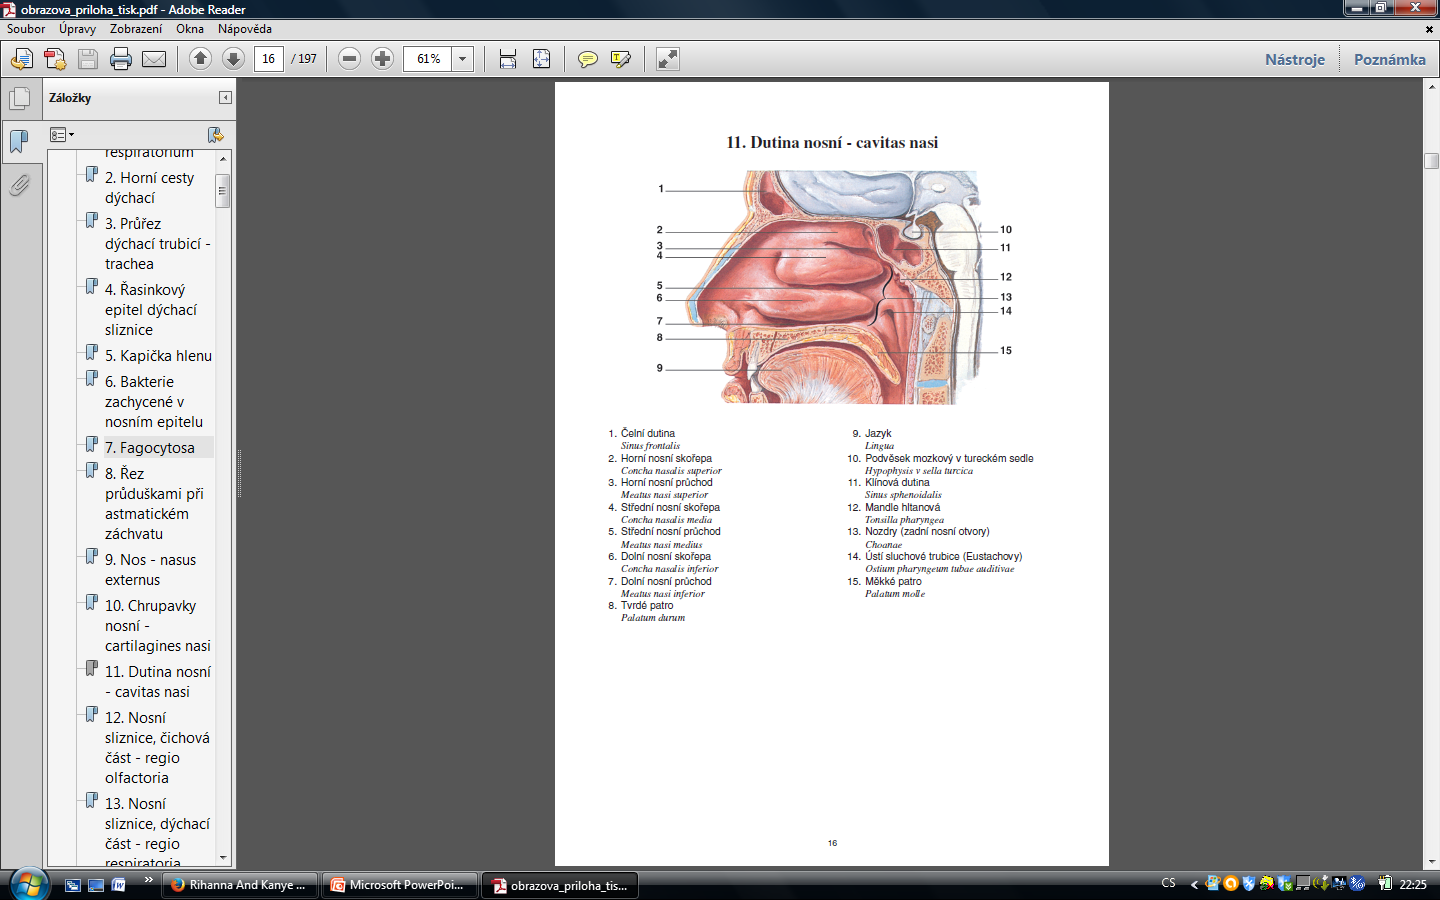 obrazova_priloha_tisk.pdf - Adobe Reader
Soubor Úpravy Zobrazení Okna Nápověda
16 / 197 61% Nástroje Poznámka
Záložky
respiratorium
2. Horní cesty
dýchací
3. Průřez
dýchací trubicí -
trachea
4. Řasinkový
epitel dýchací
sliznice
5. Kapička hlenu
6. Bakterie
zachycené v
nosním epitelu
7. Fagocytosa
8. Řez
průduškami při
astmatickém
záchvatu
9. Nos - nasus
externus
10. Chrupavky
nosní -
cartilagines nasi
11. Dutina nosní
- cavitas nasi
12. Nosní
sliznice, čichová
část - regio
olfactoria
13. Nosní
sliznice, dýchací
část - regio
respiratoria
11. Dutina nosní - cavitas nasi
1
2
3
4
5
6
7
8
9
10
11
12
13
14
15
1. Čelní dutina
Sinus frontalis
2. Horní nosní skořepa
Concha nasalis superior
3. Horní nosní průchod
Meatus nasi superior
4. Střední nosní skořepa
Concha nasalis media
5. Střední nosní průchod
Meatus nasi medius
6. Dolní nosní skořepa
Concha nasalis inferior
7. Dolní nosní průchod
Meatus nasi inferior
8. Tvrdé patro
Palatum durum
9. Jazyk
Lingua
10. Podvěsek mozkový v tureckém sedle
Hypophysis v sella turcica
11. Klínová dutina
Sinus sphenoidalis
12. Mandle hltanová
Tonsilla pharyngea
13. Nozdry (zadní nosní otvory)
Choanae
14. Ústí sluchové trubice (Eustachovy)
Ostium pharyngeum tubae auditivae
15. Měkké patro
Palatum molle
16
Rihanna And Kanye ... Microsoft PowerPoi... obrazova_priloha_tis... CS 22:25